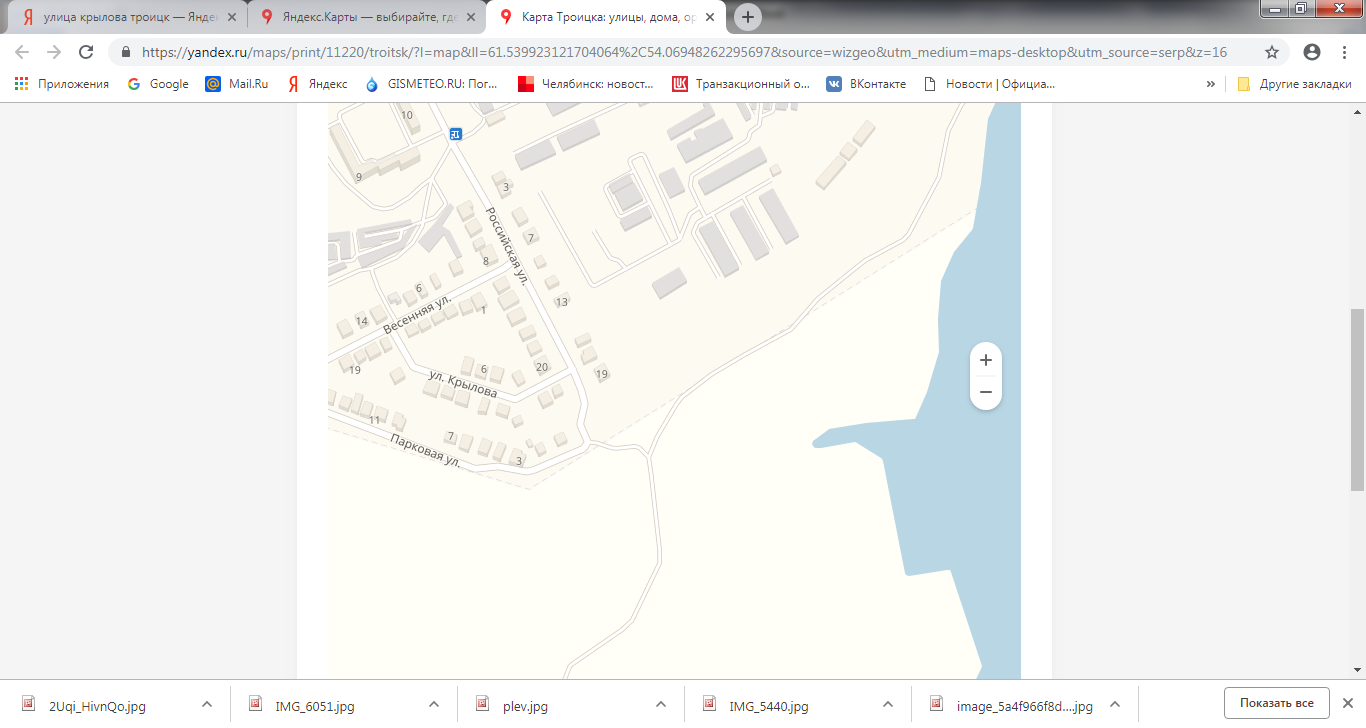 улица крылова троицк — Яндек
Яндекс.Карты — выбирайте, где
Карта Троицка: улицы, дома, ор
https://yandex.ru/maps/print/11220/troitsk/?l=map&ll=61.539923121704064%2C54.06948262295697&source=wizgeo&utm_medium=maps-desktop&utm_source=serp&z=16
Приложения
Google
Mail.Ru
Яндекс
GISMETEO.RU: Пог...
Челябинск: новост...
Транзакционный о...
ВКонтакте
Новости | Официа...
»
Другие закладки
10
9
3
Российская ул.
7
8
6
13
1
Весенняя ул.
14
19
6
20
19
ул. Крылова
11
7
Парковая ул.
3
+
−
2Uqi_HivnQo.jpg
IMG_6051.jpg
plev.jpg
IMG_5440.jpg
image_5a4f966f8d....jpg
Показать все